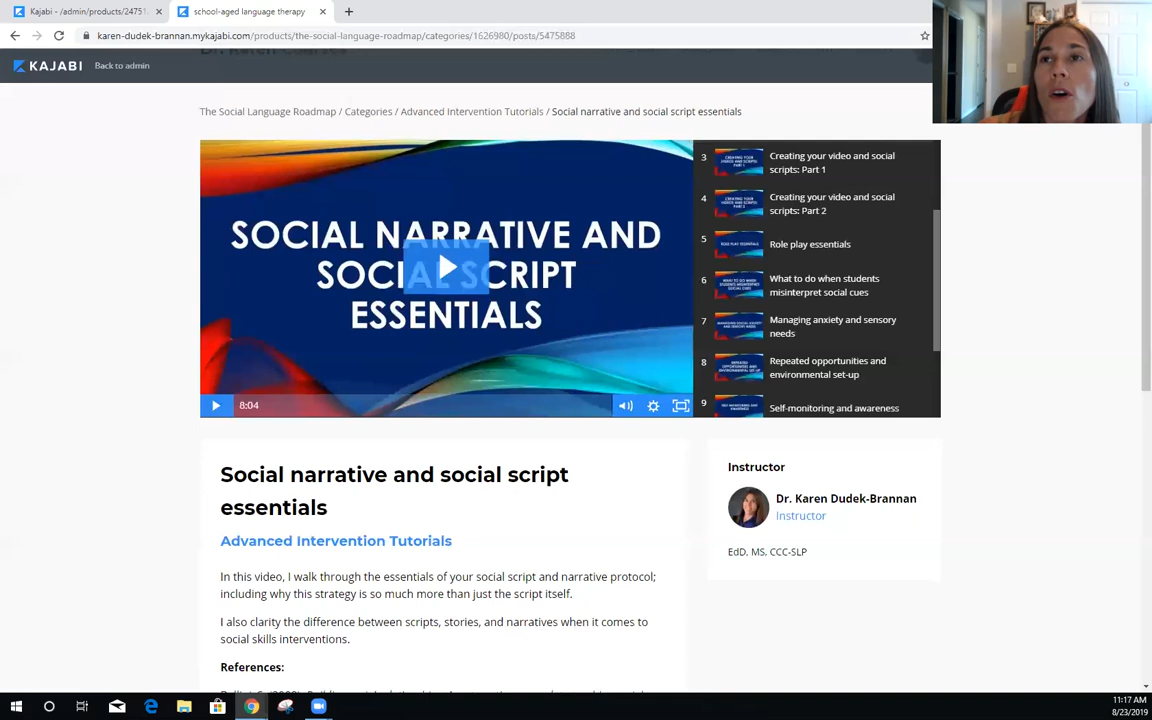 Kajabi - /admin/products/24751
school-aged language therapy
karen-dudek-brannan.mykajabi.com/products/the-social-language-roadmap/categories/1626980/posts/5475888
KAJABI
Back to admin
The Social Language Roadmap / Categories / Advanced Intervention Tutorials / Social narrative and social script essentials
SOCIAL NARRATIVE AND
SOCIAL SCRIPT
ESSENTIALS
8:04
3
Creating your video and social
scripts: Part 1
4
Creating your video and social
scripts: Part 2
5
Role play essentials
6
What to do when students
misinterpret social cues
7
Managing anxiety and sensory
needs
8
Repeated opportunities and
environmental set-up
9
Self-monitoring and awareness
Social narrative and social script
essentials
Advanced Intervention Tutorials
In this video, I walk through the essentials of your social script and narrative protocol;
including why this strategy is so much more than just the script itself.
I also clarify the difference between scripts, stories, and narratives when it comes to
social skills interventions.
References:
Instructor
Dr. Karen Dudek-Brannan
Instructor
EdD, MS, CCC-SLP
11:17 AM
8/23/2019